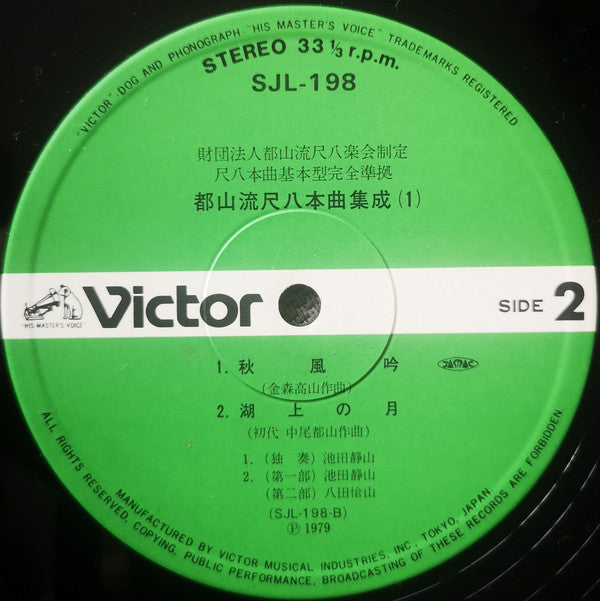 "VICTOR"·DOG AND PHONOGRAPH·"HIS MASTER'S VOICE" TRADEMARKS REGISTERED
STEREO 33 1/3 r.p.m.
SJL-198
財団法人都山流尺八楽会制定
尺八本曲基本型完全準拠
都山流尺八本曲集成(1)
"HIS MASTER'S VOICE"
Victor
SIDE 2
1. 秋風吟
JASRAC
(金森高山作曲)
2. 湖上の月
(初代 中尾都山作曲)
1. (独奏) 池田静山
2. (第一部) 池田静山
(第二部) 八田愴山
(SJL-198-B)
Ⓟ 1979
ALL RIGHTS RESERVED, COPYING, PUBLIC PERFORMANCE, BROADCASTING OF THESE RECORDS ARE FORBIDDEN
MANUFACTURED BY VICTOR MUSICAL INDUSTRIES, INC., TOKYO, JAPAN